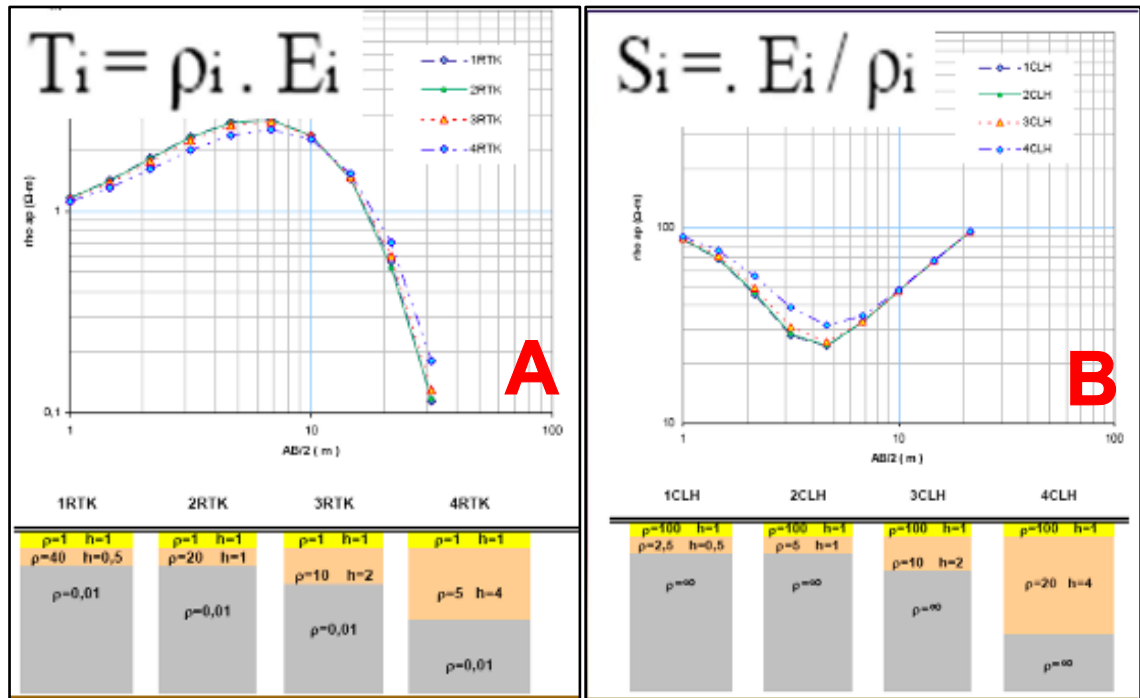 Tᵢ = ρᵢ . Eᵢ
1RTK
2RTK
3RTK
4RTK
rho ap (Ω-m)
1
0,1
1
10
100
AB/2 ( m )
A
1RTK 2RTK 3RTK 4RTK
ρ=1 h=1 ρ=1 h=1 ρ=1 h=1 ρ=1 h=1
ρ=40 h=0,5 ρ=20 h=1 ρ=10 h=2 ρ=5 h=4
ρ=0,01 ρ=0,01 ρ=0,01 ρ=0,01
Sᵢ =. Eᵢ / ρᵢ
1CLH
2CLH
3CLH
4CLH
rho ap (Ω-m)
100
10
1
10
100
AB/2 ( m )
B
1CLH 2CLH 3CLH 4CLH
ρ=100 h=1 ρ=100 h=1 ρ=100 h=1 ρ=100 h=1
ρ=2,5 h=0,5 ρ=5 h=1 ρ=10 h=2 ρ=20 h=4
ρ=∞ ρ=∞ ρ=∞ ρ=∞